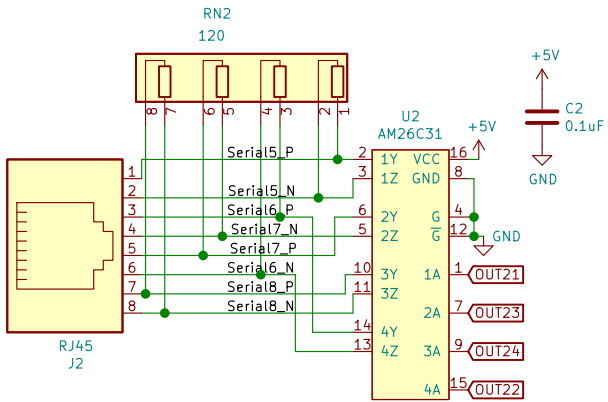 RN2
120
8
7
6
5
4
3
2
1
+5V
C2
0.1uF
GND
U2
AM26C31
+5V
Serial5_P
2
1Y
VCC
16
1
3
1Z
GND
8
2
Serial5_N
3
Serial6_P
6
2Y
G
4
4
Serial7_N
5
2Z
G
12
GND
5
Serial7_P
6
Serial6_N
10
3Y
1A
1
OUT21
7
Serial8_P
11
3Z
8
Serial8_N
2A
7
OUT23
14
4Y
13
4Z
3A
9
OUT24
RJ45
J2
4A
15
OUT22